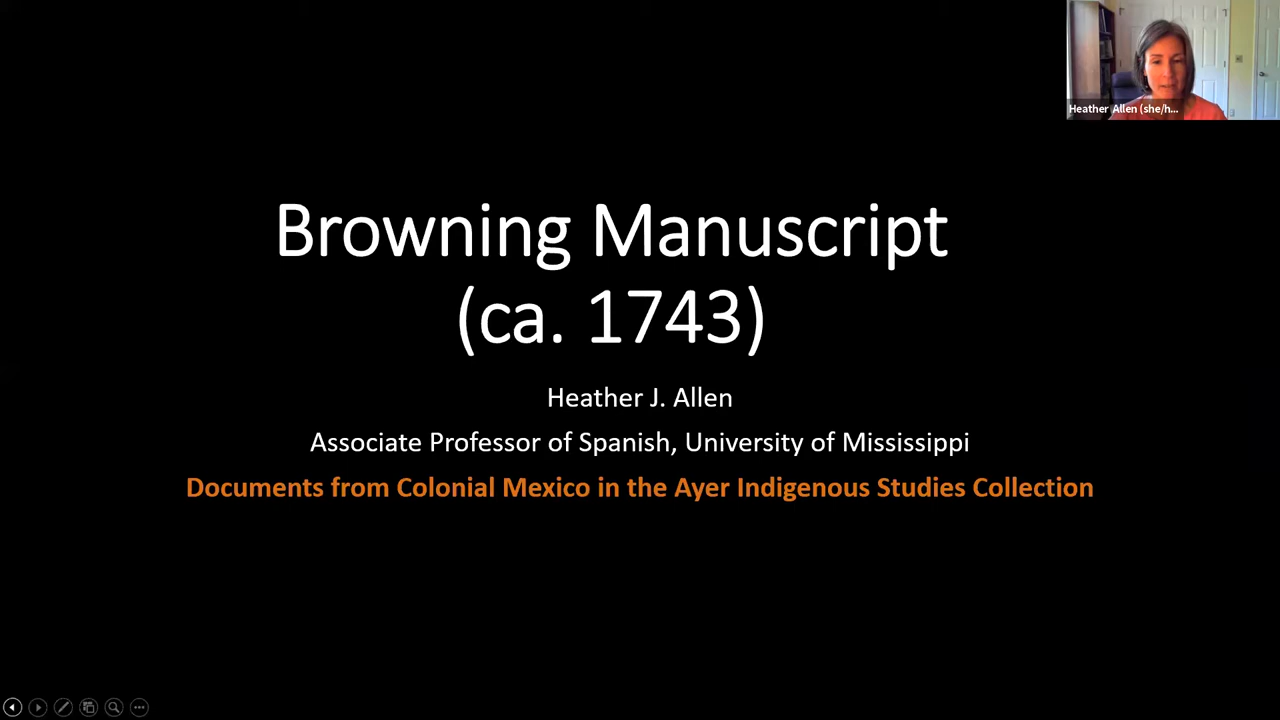 Heather Allen (she/h...
Browning Manuscript
(ca. 1743)
Heather J. Allen
Associate Professor of Spanish, University of Mississippi
Documents from Colonial Mexico in the Ayer Indigenous Studies Collection